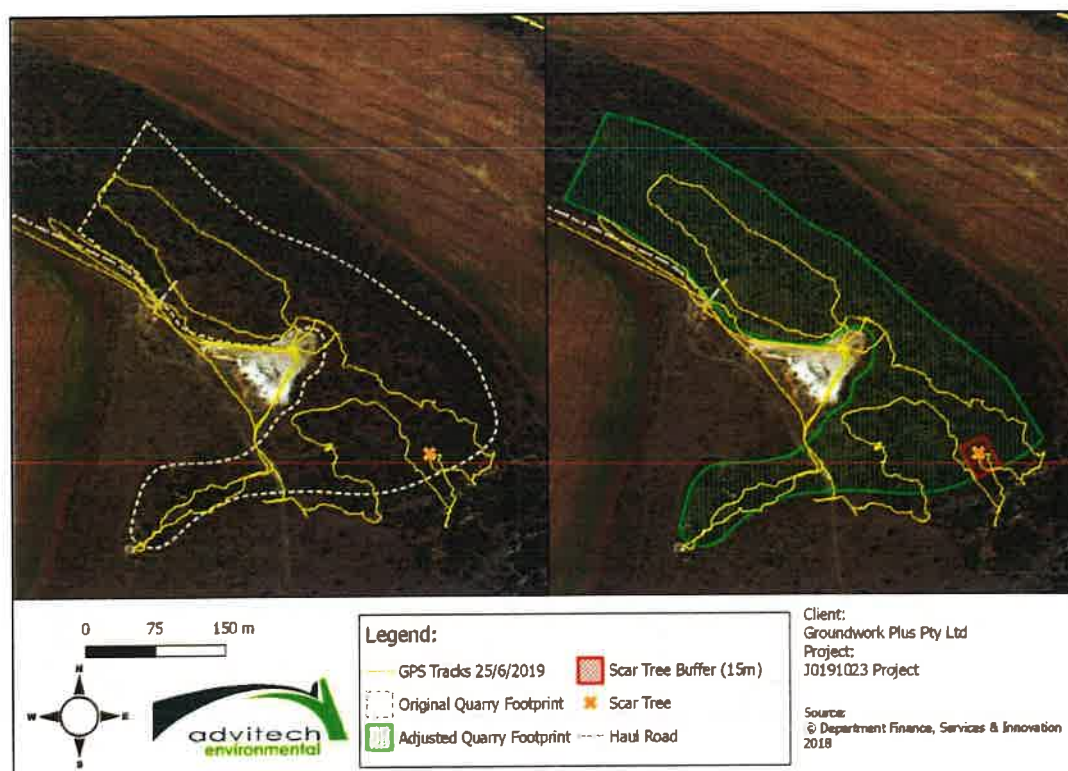 0 75 150 m
N
W E
S
advitech
environmental
Legend:
GPS Tracks 25/6/2019
Original Quarry Footprint
Adjusted Quarry Footprint
Scar Tree Buffer (15m)
Scar Tree
Haul Road
Client:
Groundwork Plus Pty Ltd
Project:
J0191023 Project
Source:
© Department Finance, Services & Innovation
2018